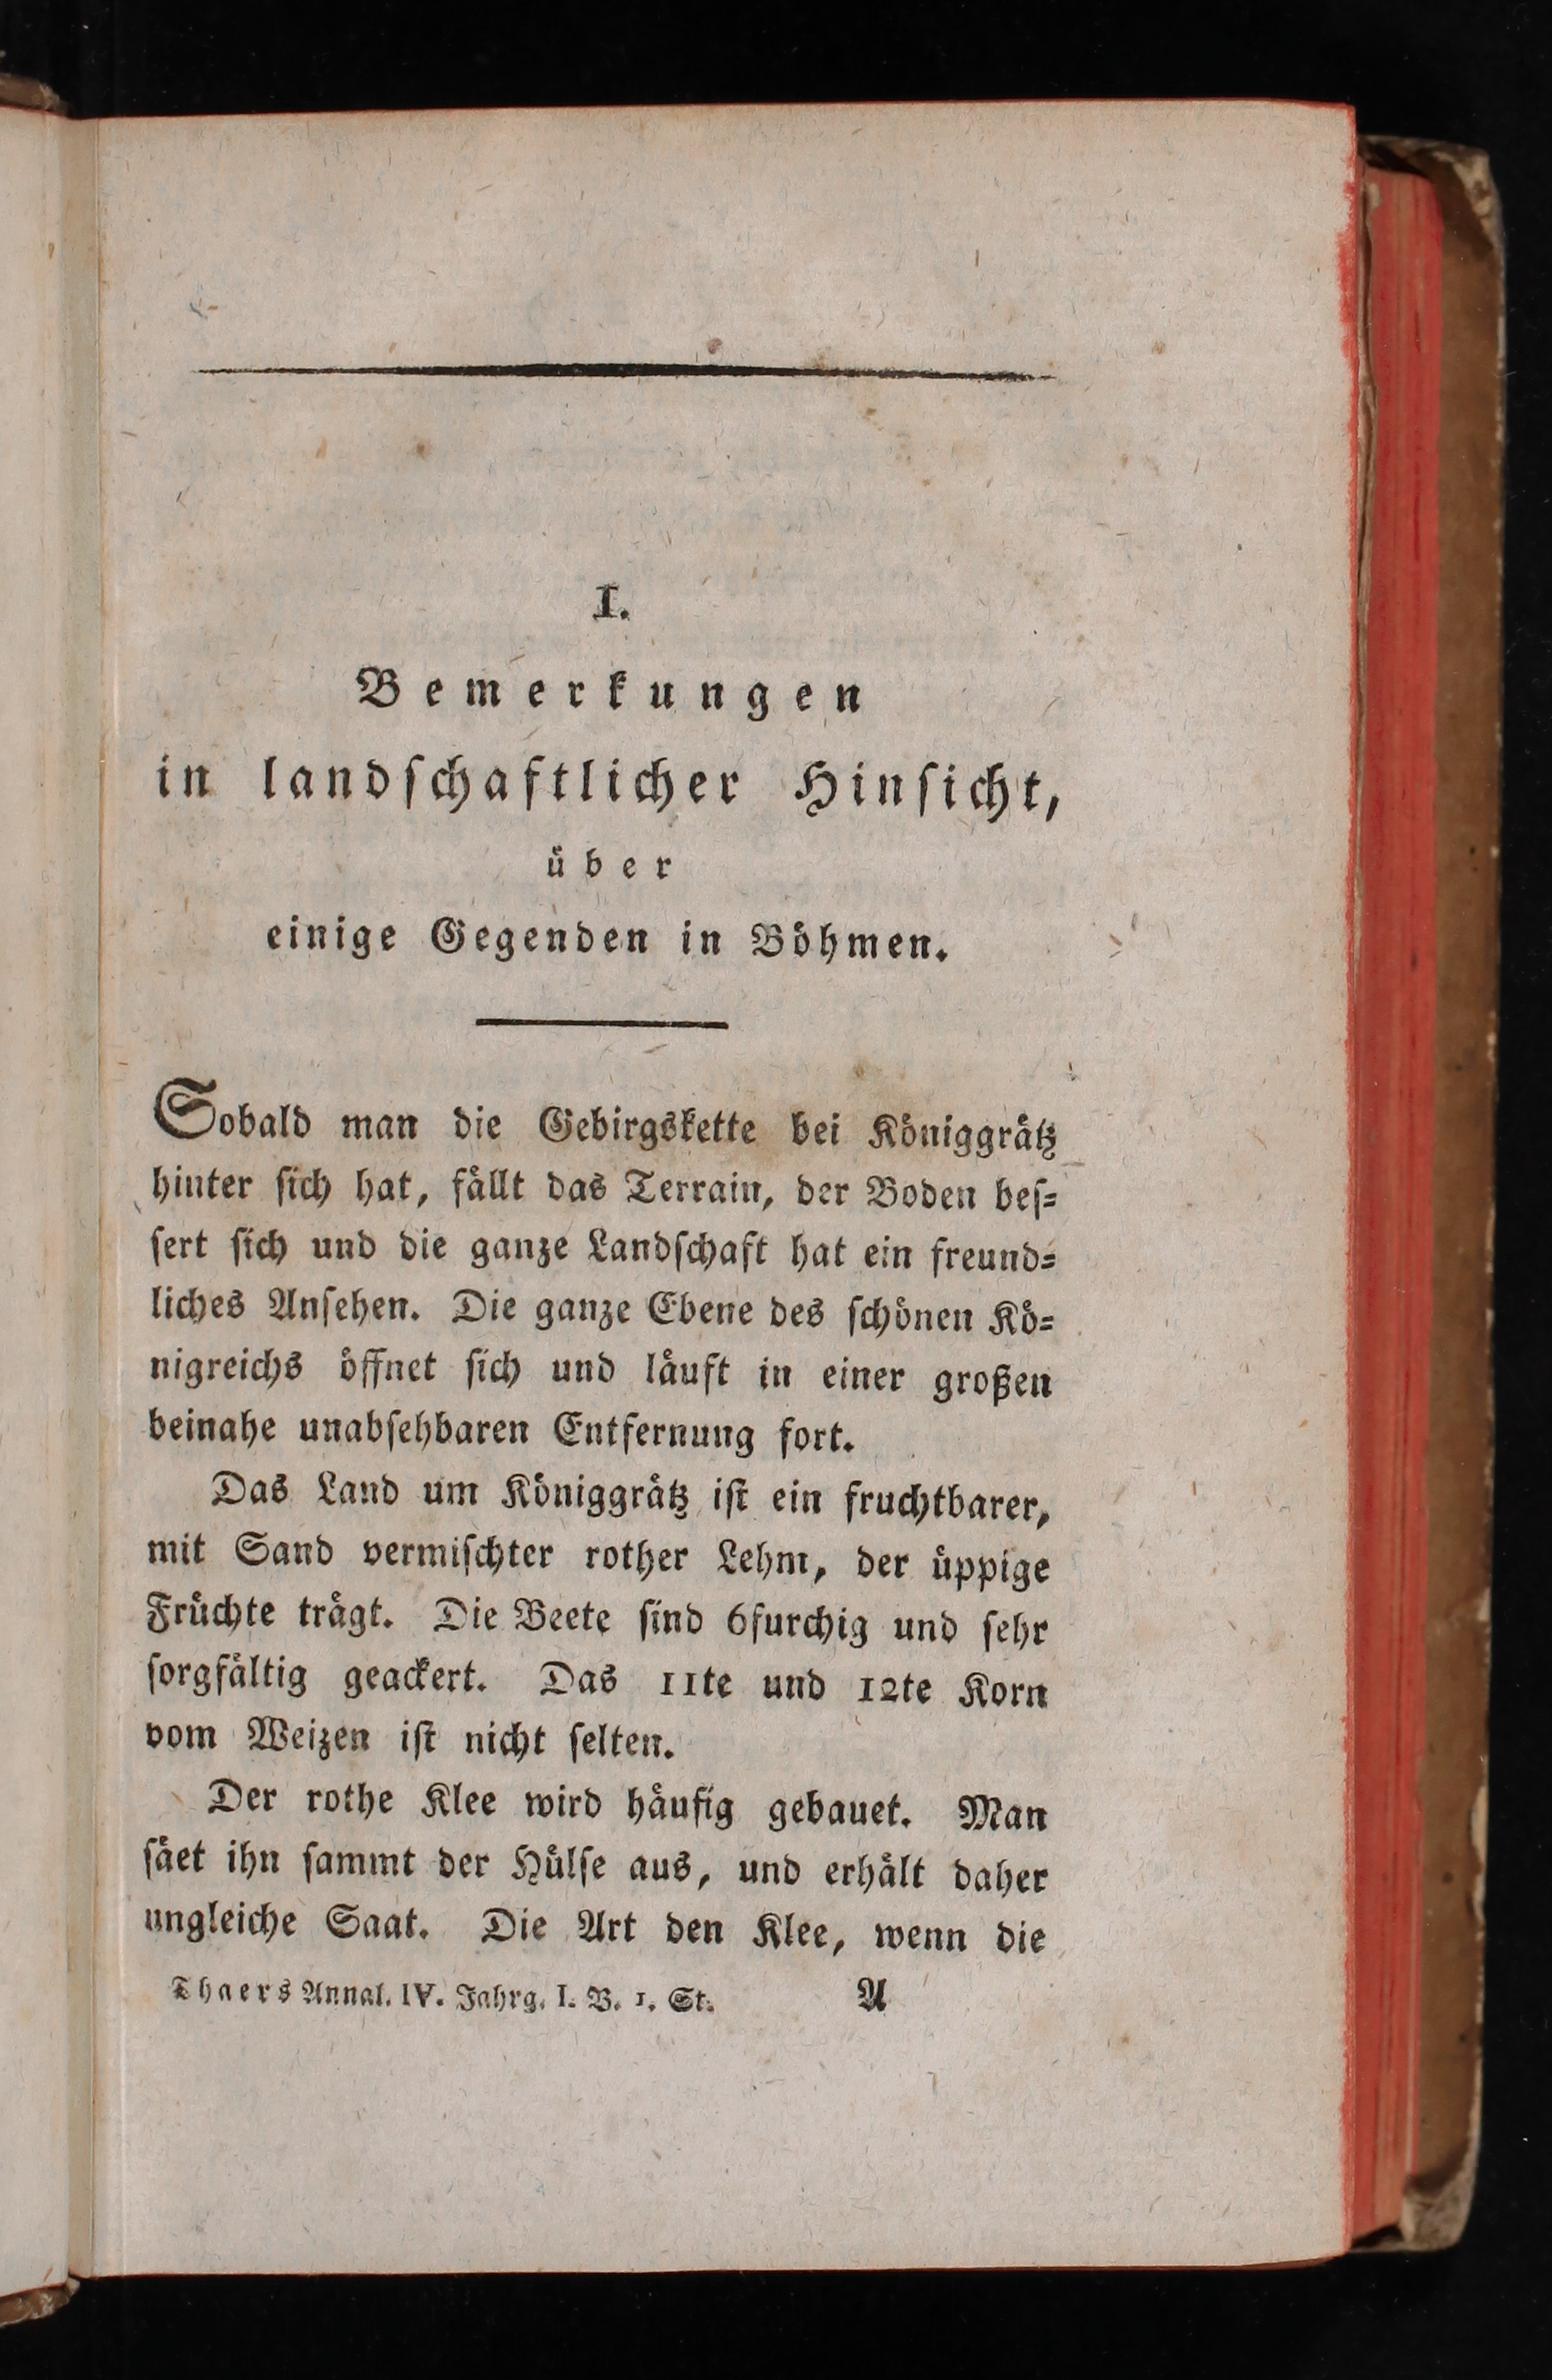 I.
Bemerkungen
in landſchaftlicher Hinſicht,
über
einige Gegenden in Böhmen.
Sobald man die Gebirgskette bei Königgrätz
hinter ſich hat, fällt das Terrain, der Boden beſ⸗
ſert ſich und die ganze Landſchaft hat ein freund⸗
liches Anſehen. Die ganze Ebene des ſchönen Kö⸗
nigreichs öffnet ſich und läuft in einer großen
beinahe unabſehbaren Entfernung fort.
Das Land um Königgrätz iſt ein fruchtbarer,
mit Sand vermiſchter rother Lehm, der üppige
Früchte trägt. Die Beete ſind 6furchig und ſehr
ſorgfältig geackert. Das 11te und 12te Korn
vom Weizen iſt nicht ſelten.
Der rothe Klee wird häufig gebauet. Man
ſäet ihn ſammt der Hülſe aus, und erhält daher
ungleiche Saat. Die Art den Klee, wenn die
Thaers Annal. IV. Jahrg. I. B. 1. St. A